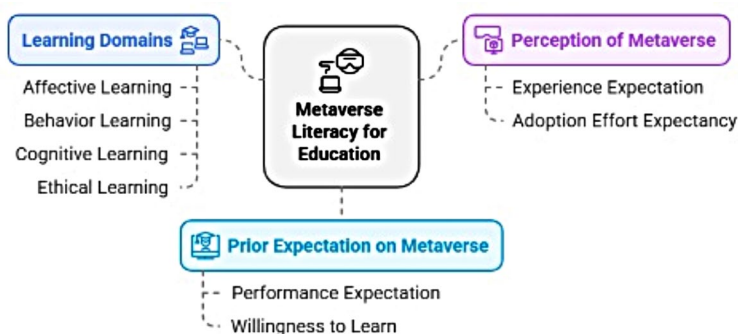 Learning Domains
Affective Learning
Behavior Learning
Cognitive Learning
Ethical Learning
Metaverse
Literacy for
Education
Perception of Metaverse
Experience Expectation
Adoption Effort Expectancy
Prior Expectation on Metaverse
Performance Expectation
Willingness to Learn